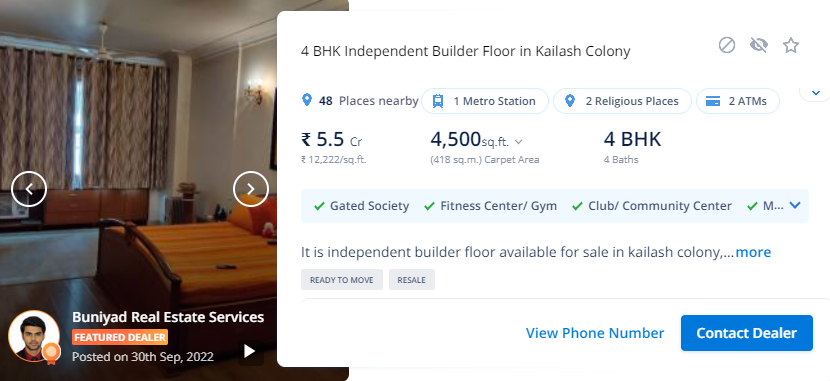 4 BHK Independent Builder Floor in Kailash Colony
48 Places nearby 1 Metro Station 2 Religious Places 2 ATMs
₹ 5.5 Cr 4,500sq.ft. 4 BHK
₹ 12,222/sq.ft. (418 sq.m.) Carpet Area 4 Baths
Gated Society Fitness Center/ Gym Club/ Community Center M...
It is independent builder floor available for sale in kailash colony,...more
READY TO MOVE RESALE
Buniyad Real Estate Services
FEATURED DEALER
Posted on 30th Sep, 2022
View Phone Number Contact Dealer